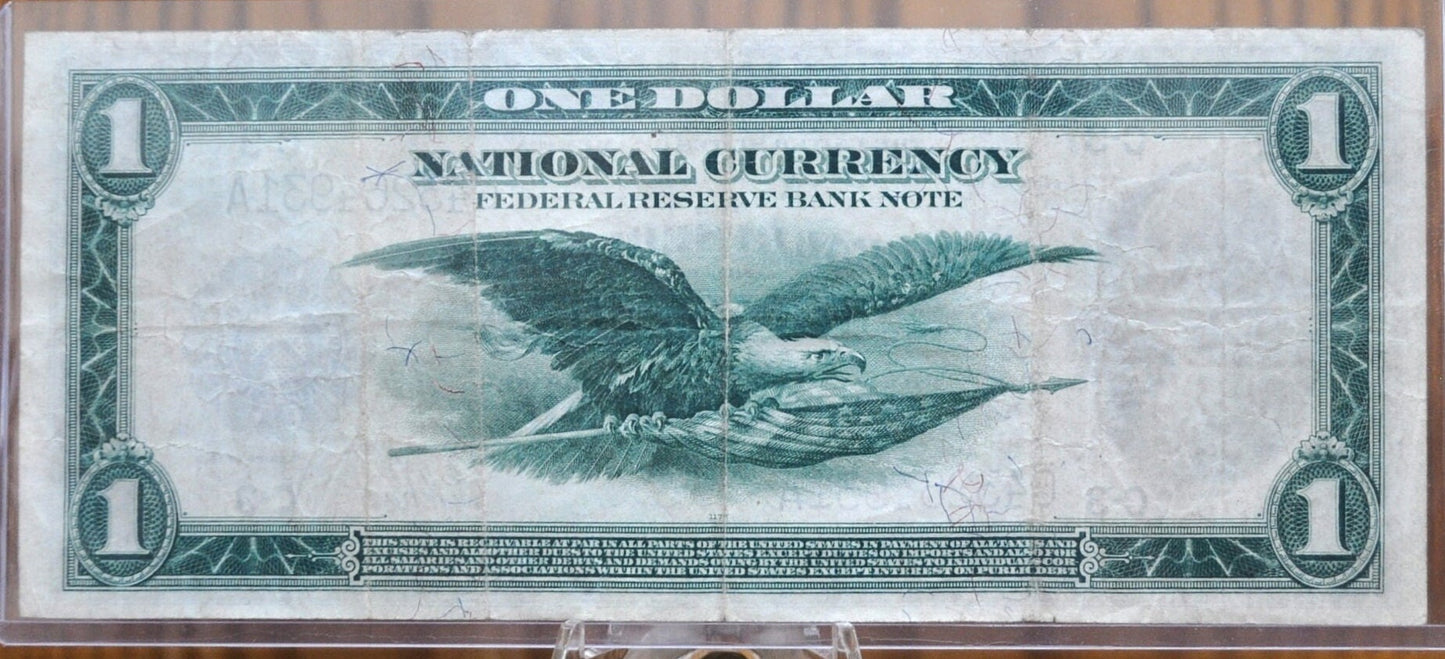 1 ONE DOLLAR 1
NATIONAL CURRENCY
FEDERAL RESERVE BANK NOTE
1 1
THIS NOTE IS RECEIVABLE AT PAR IN ALL PARTS OF THE UNITED STATES IN PAYMENT OF ALL TAXES AND
EXCISES AND ALL OTHER DUES TO THE UNITED STATES EXCEPT DUTIES ON IMPORTS AND ALSO FOR
ALL SALARIES AND OTHER DEBTS AND DEMANDS OWING BY THE UNITED STATES TO INDIVIDUALS COR
PORATIONS AND ASSOCIATIONS WITHIN THE UNITED STATES EXCEPT INTEREST ON PUBLIC DEBT